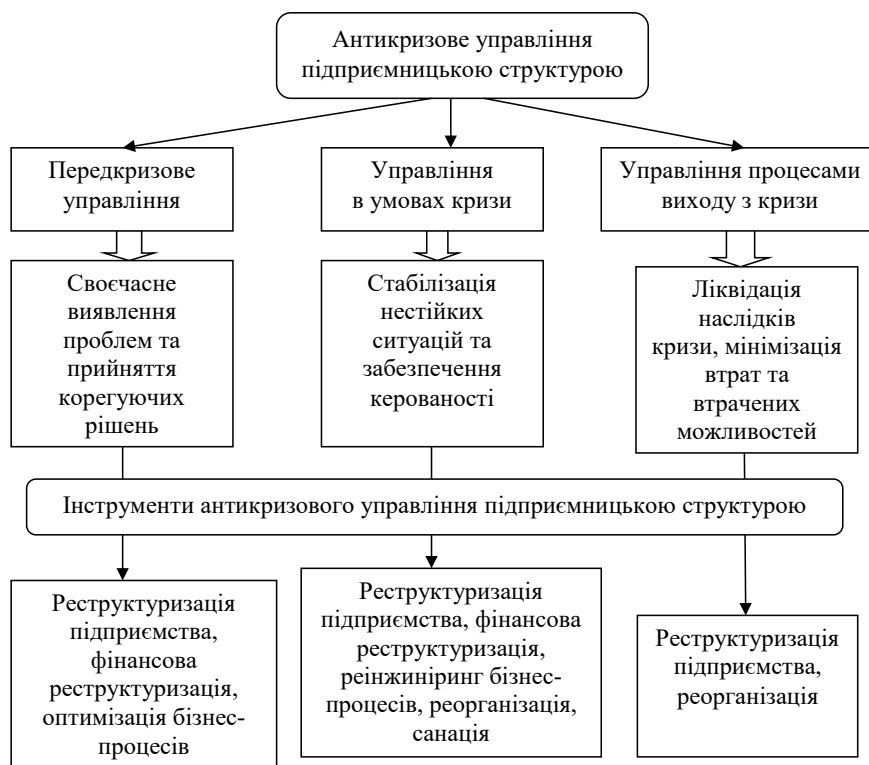 Антикризове управління
підприємницькою структурою
Передкризове
управління
Управління
в умовах кризи
Управління процесами
виходу з кризи
Своєчасне
виявлення
проблем та
прийняття
корегуючих
рішень
Стабілізація
нестійких
ситуацій та
забезпечення
керованості
Ліквідація
наслідків
кризи, мінімізація
втрат та
втрачених
можливостей
Інструменти антикризового управління підприємницькою структурою
Реструктуризація
підприємства,
фінансова
реструктуризація,
оптимізація бізнес-
процесів
Реструктуризація
підприємства, фінансова
реструктуризація,
реінжиніринг бізнес-
процесів, реорганізація,
санація
Реструктуризація
підприємства,
реорганізація